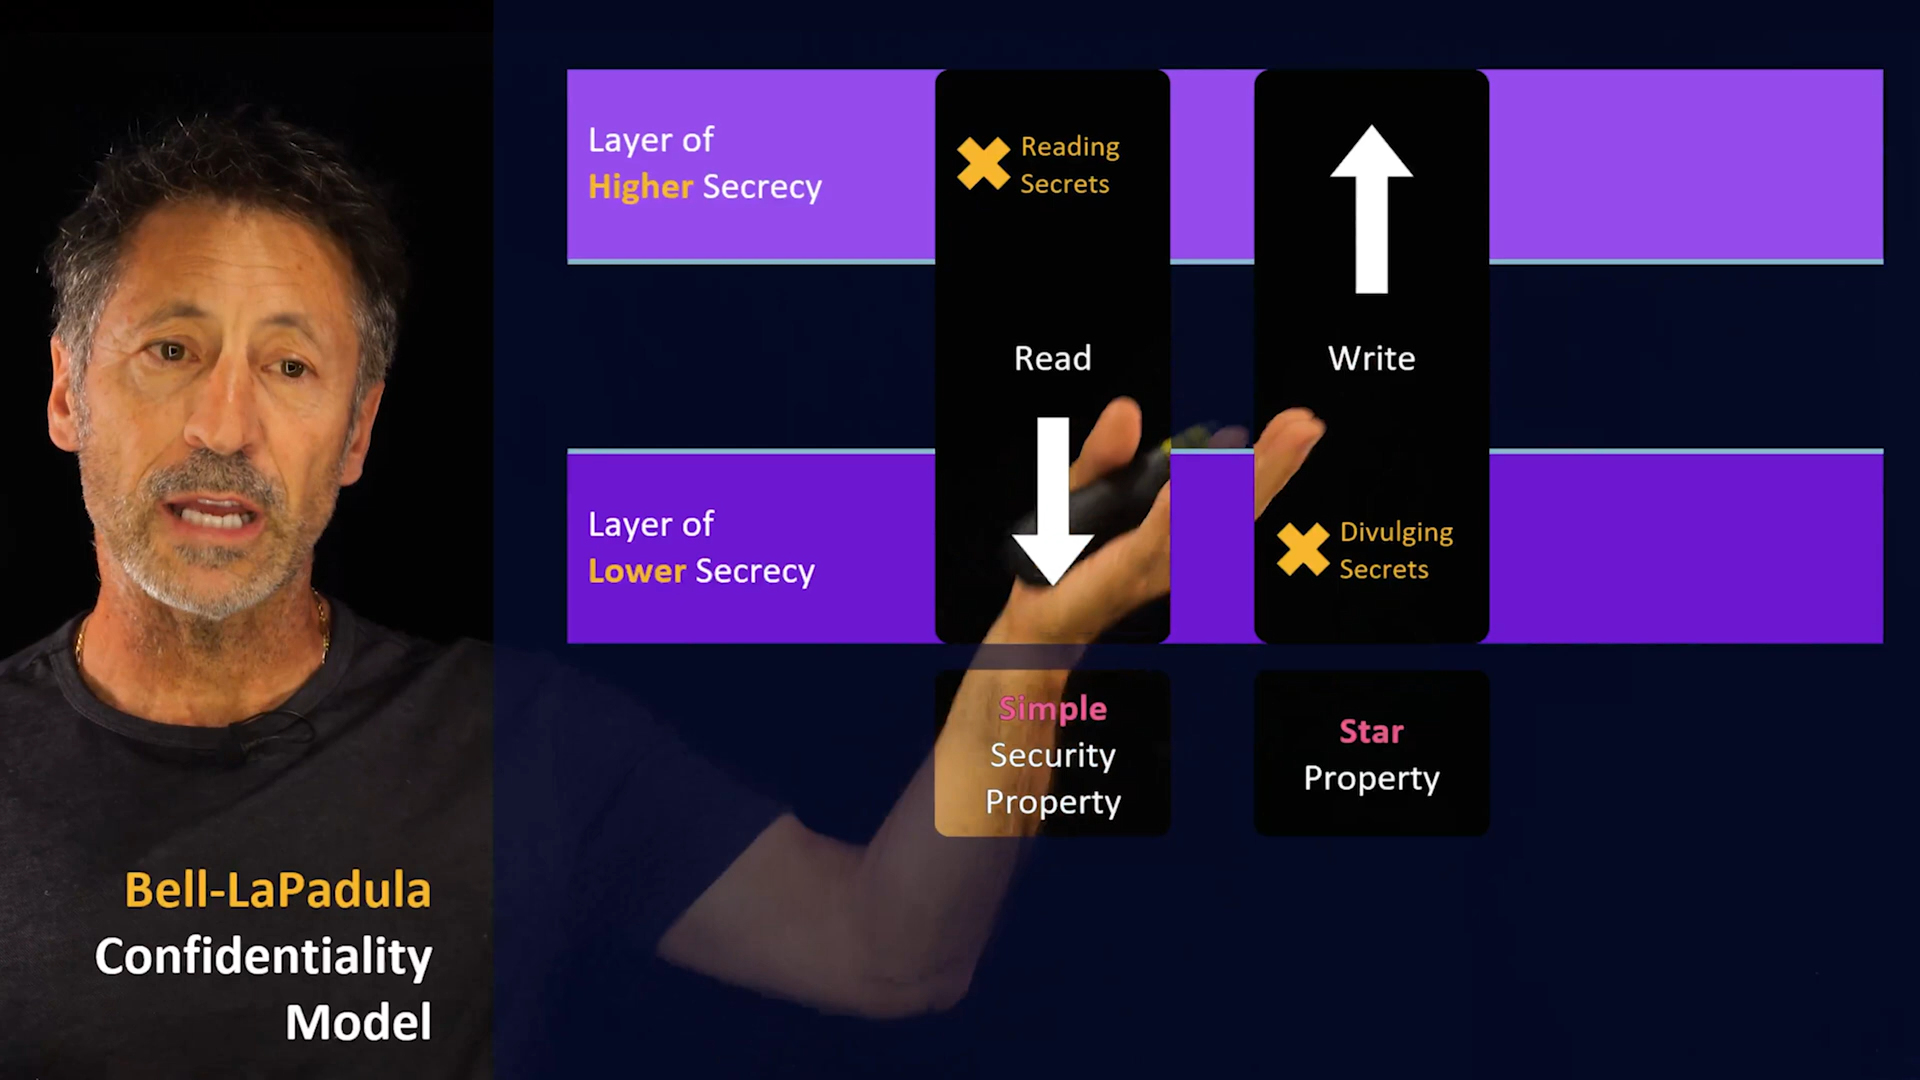 Layer of
Higher Secrecy
Reading
Secrets
Read
Write
Layer of
Lower Secrecy
Divulging
Secrets
Simple
Security
Property
Star
Property
Bell-LaPadula
Confidentiality
Model